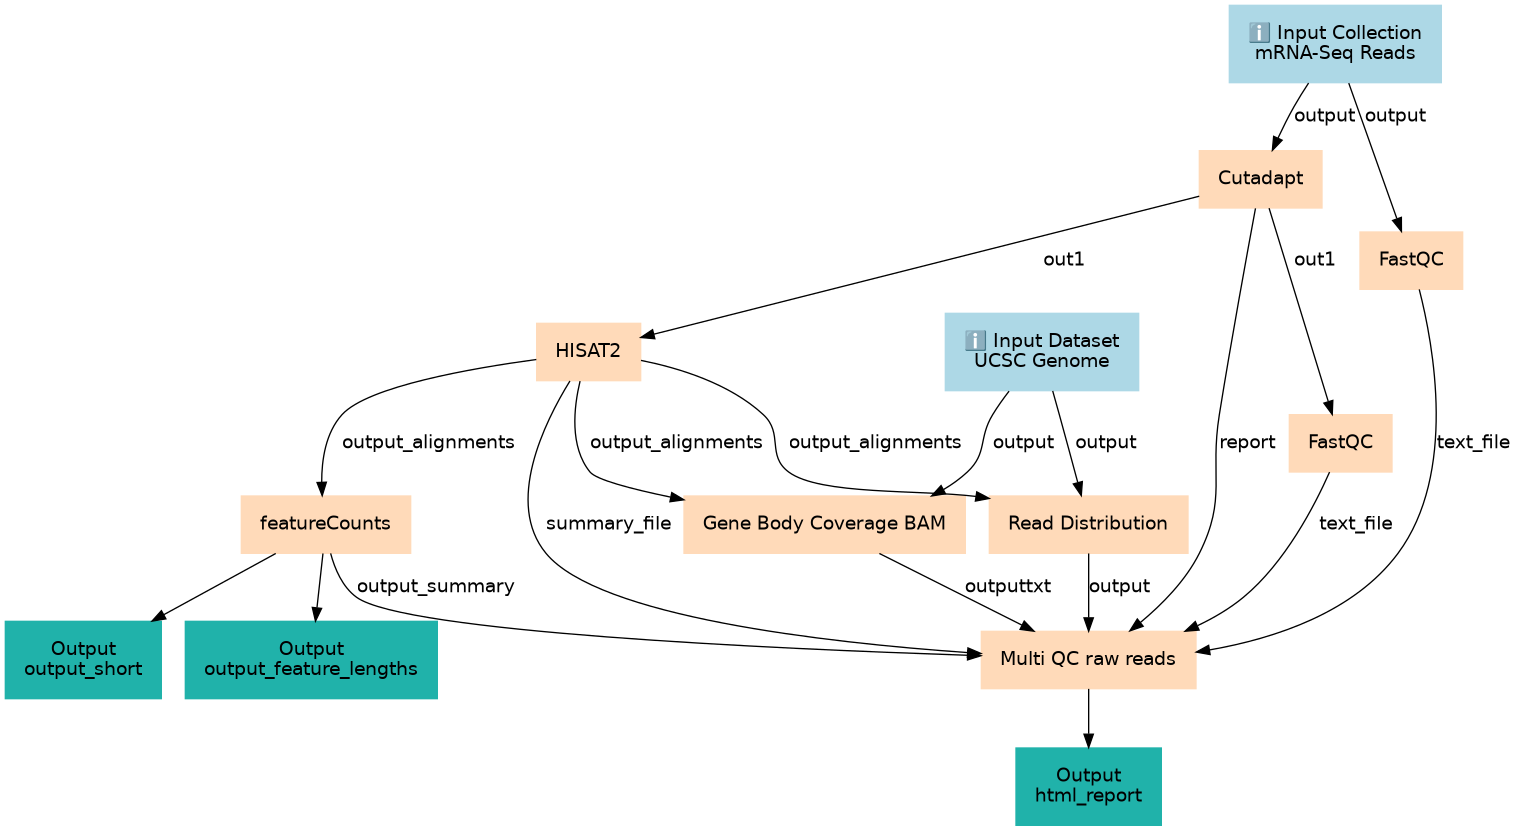 ℹ️ Input Collection
mRNA-Seq Reads
output
output
Cutadapt
FastQC
out1
out1
HISAT2
ℹ️ Input Dataset
UCSC Genome
FastQC
output_alignments
output_alignments
output_alignments
output
output
report
text_file
featureCounts
summary_file
Gene Body Coverage BAM
Read Distribution
text_file
output_summary
outputtxt
output
Output
output_short
Output
output_feature_lengths
Multi QC raw reads
Output
html_report